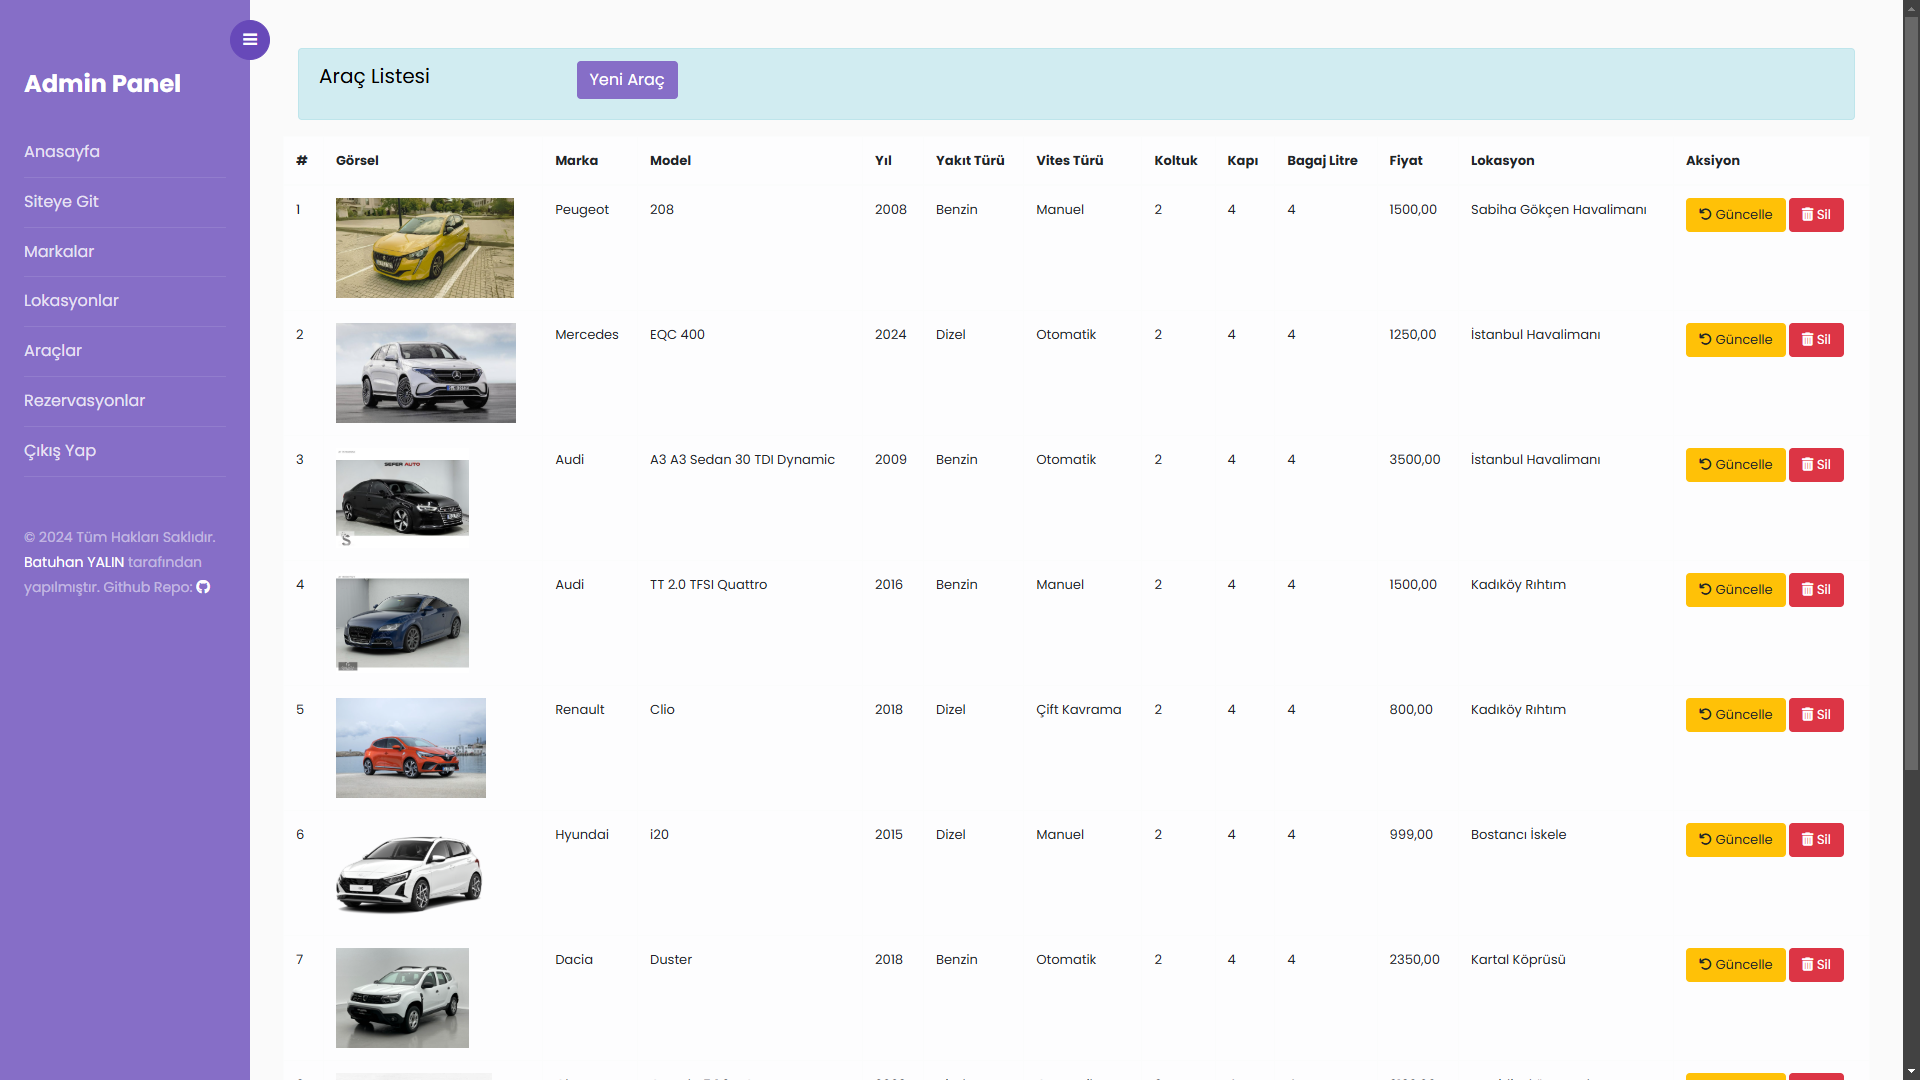 Admin Panel
Anasayfa
Siteye Git
Markalar
Lokasyonlar
Araçlar
Rezervasyonlar
Çıkış Yap
© 2024 Tüm Hakları Saklıdır.
Batuhan YALIN tarafından
yapılmıştır. Github Repo:
Araç Listesi Yeni Araç
# Görsel Marka Model Yıl Yakıt Türü Vites Türü Koltuk Kapı Bagaj Litre Fiyat Lokasyon Aksiyon
1 Peugeot 208 2008 Benzin Manuel 2 4 4 1500,00 Sabiha Gökçen Havalimanı Güncelle Sil
2 Mercedes EQC 400 2024 Dizel Otomatik 2 4 4 1250,00 İstanbul Havalimanı Güncelle Sil
SEFER AUTO
3 Audi A3 A3 Sedan 30 TDI Dynamic 2009 Benzin Otomatik 2 4 4 3500,00 İstanbul Havalimanı Güncelle Sil
4 Audi TT 2.0 TFSI Quattro 2016 Benzin Manuel 2 4 4 1500,00 Kadıköy Rıhtım Güncelle Sil
5 Renault Clio 2018 Dizel Çift Kavrama 2 4 4 800,00 Kadıköy Rıhtım Güncelle Sil
6 Hyundai i20 2015 Dizel Manuel 2 4 4 999,00 Bostancı İskele Güncelle Sil
7 Dacia Duster 2018 Benzin Otomatik 2 4 4 2350,00 Kartal Köprüsü Güncelle Sil